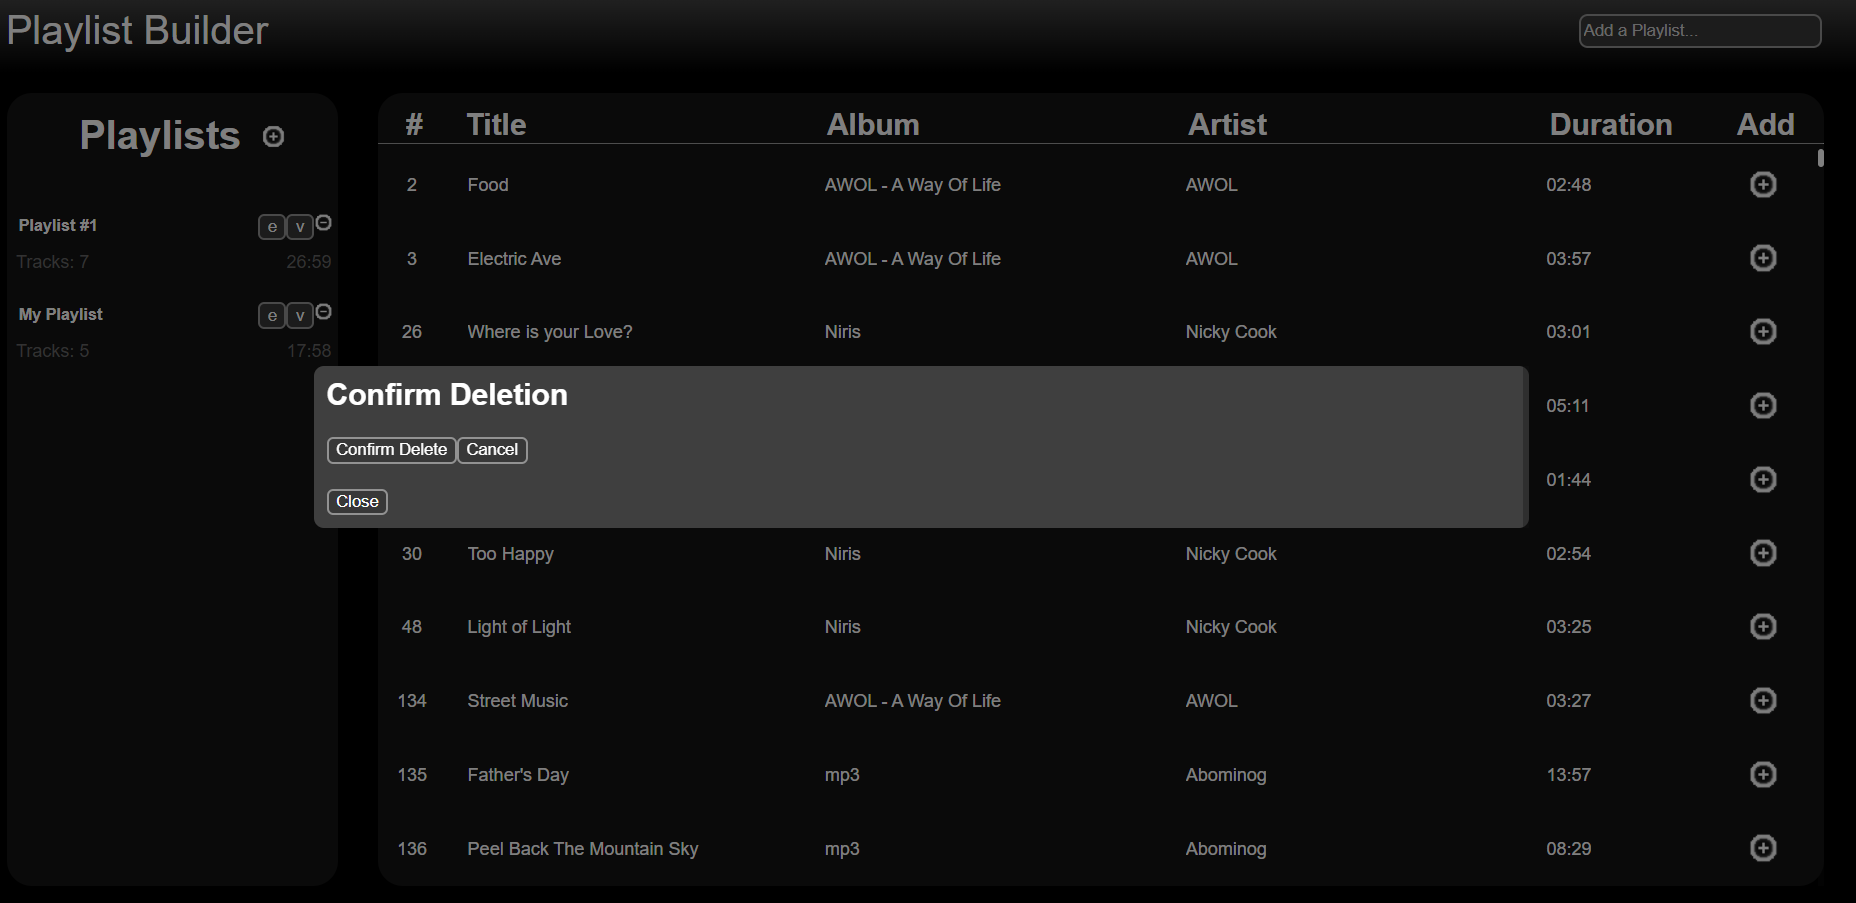 Playlist Builder
Add a Playlist...
Playlists
Playlist #1 e v
Tracks: 7 26:59
My Playlist e v
Tracks: 5 17:58
# Title Album Artist Duration Add
2 Food AWOL - A Way Of Life AWOL 02:48
3 Electric Ave AWOL - A Way Of Life AWOL 03:57
26 Where is your Love? Niris Nicky Cook 03:01
05:11
01:44
Confirm Deletion
Confirm Delete Cancel
Close
30 Too Happy Niris Nicky Cook 02:54
48 Light of Light Niris Nicky Cook 03:25
134 Street Music AWOL - A Way Of Life AWOL 03:27
135 Father's Day mp3 Abominog 13:57
136 Peel Back The Mountain Sky mp3 Abominog 08:29